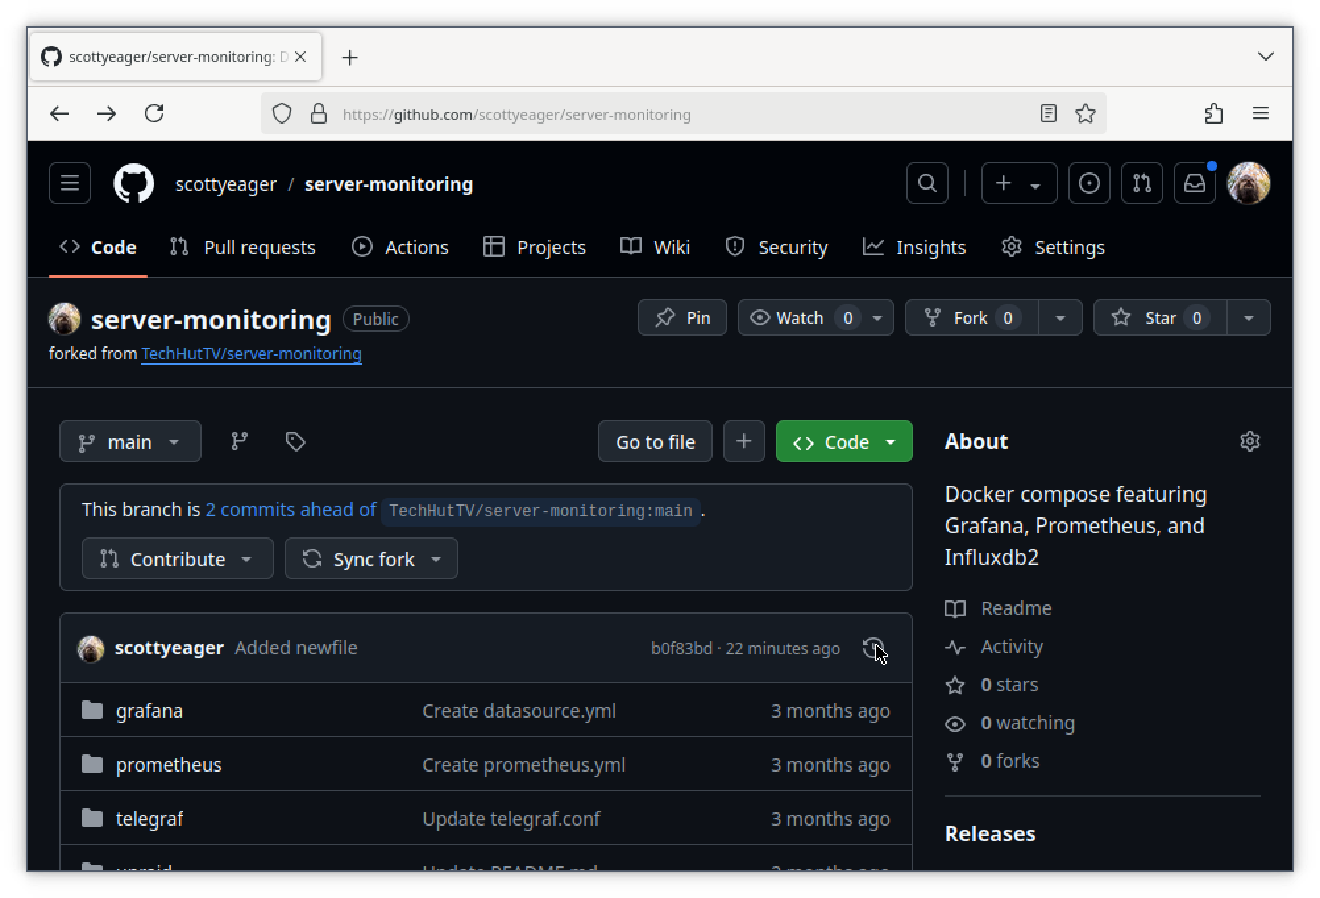 scottyeager/server-monitoring: D
https://github.com/scottyeager/server-monitoring
scottyeager / server-monitoring
Code Pull requests Actions Projects Wiki Security Insights Settings
server-monitoring Public Pin Watch 0 Fork 0 Star 0
forked from TechHutTV/server-monitoring
main Go to file Code About
Docker compose featuring
Grafana, Prometheus, and
Influxdb2
This branch is 2 commits ahead of TechHutTV/server-monitoring:main .
Contribute Sync fork
Readme
scottyeager Added newfile b0f83bd · 22 minutes ago
Activity
0 stars
grafana Create datasource.yml 3 months ago
0 watching
prometheus Create prometheus.yml 3 months ago
0 forks
telegraf Update telegraf.conf 3 months ago
Releases